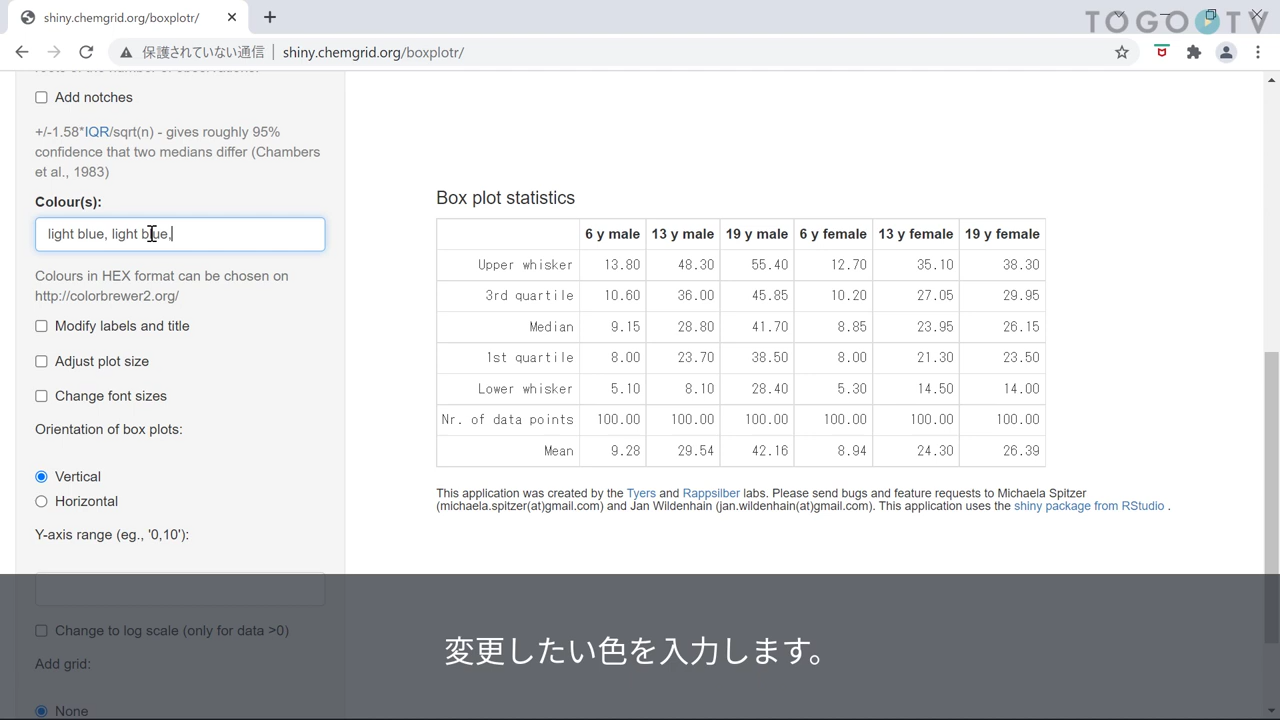 shiny.chemgrid.org/boxplotr/
TOGO TV
保護されていない通信 shiny.chemgrid.org/boxplotr/
roots of the number of observations.
Add notches
+/-1.58*IQR/sqrt(n) - gives roughly 95%
confidence that two medians differ (Chambers
et al., 1983)
Colour(s):
light blue, light blue,
Colours in HEX format can be chosen on
http://colorbrewer2.org/
Modify labels and title
Adjust plot size
Change font sizes
Orientation of box plots:
Vertical
Horizontal
Y-axis range (eg., '0,10'):
Change to log scale (only for data >0)
Add grid:
None
Box plot statistics
6 y male 13 y male 19 y male 6 y female 13 y female 19 y female
Upper whisker 13.80 48.30 55.40 12.70 35.10 38.30
3rd quartile 10.60 36.00 45.85 10.20 27.05 29.95
Median 9.15 28.80 41.70 8.85 23.95 26.15
1st quartile 8.00 23.70 38.50 8.00 21.30 23.50
Lower whisker 5.10 8.10 28.40 5.30 14.50 14.00
Nr. of data points 100.00 100.00 100.00 100.00 100.00 100.00
Mean 9.28 29.54 42.16 8.94 24.30 26.39
This application was created by the Tyers and Rappsilber labs. Please send bugs and feature requests to Michaela Spitzer
(michaela.spitzer(at)gmail.com) and Jan Wildenhain (jan.wildenhain(at)gmail.com). This application uses the shiny package from RStudio .
変更したい色を入力します。